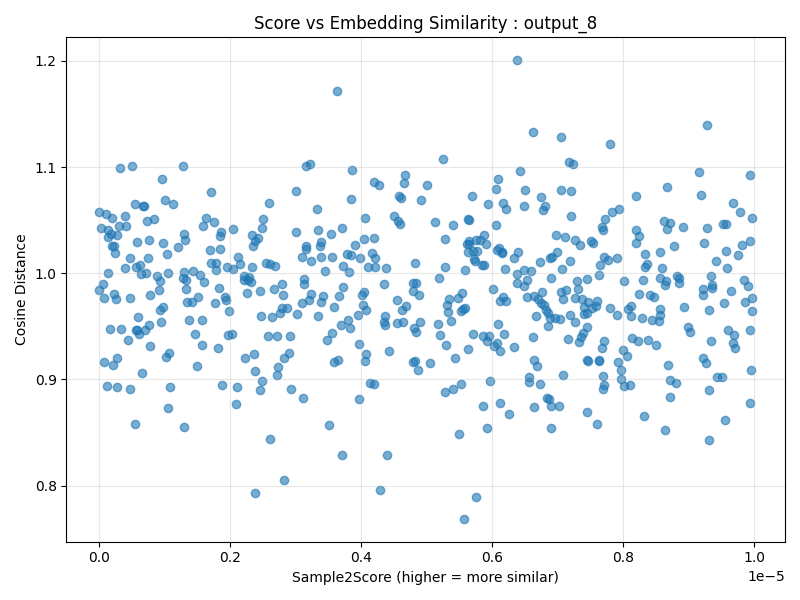 Score vs Embedding Similarity : output_8
Cosine Distance
1.2
1.1
1.0
0.9
0.8
0.0 0.2 0.4 0.6 0.8 1.0
1e−5
Sample2Score (higher = more similar)